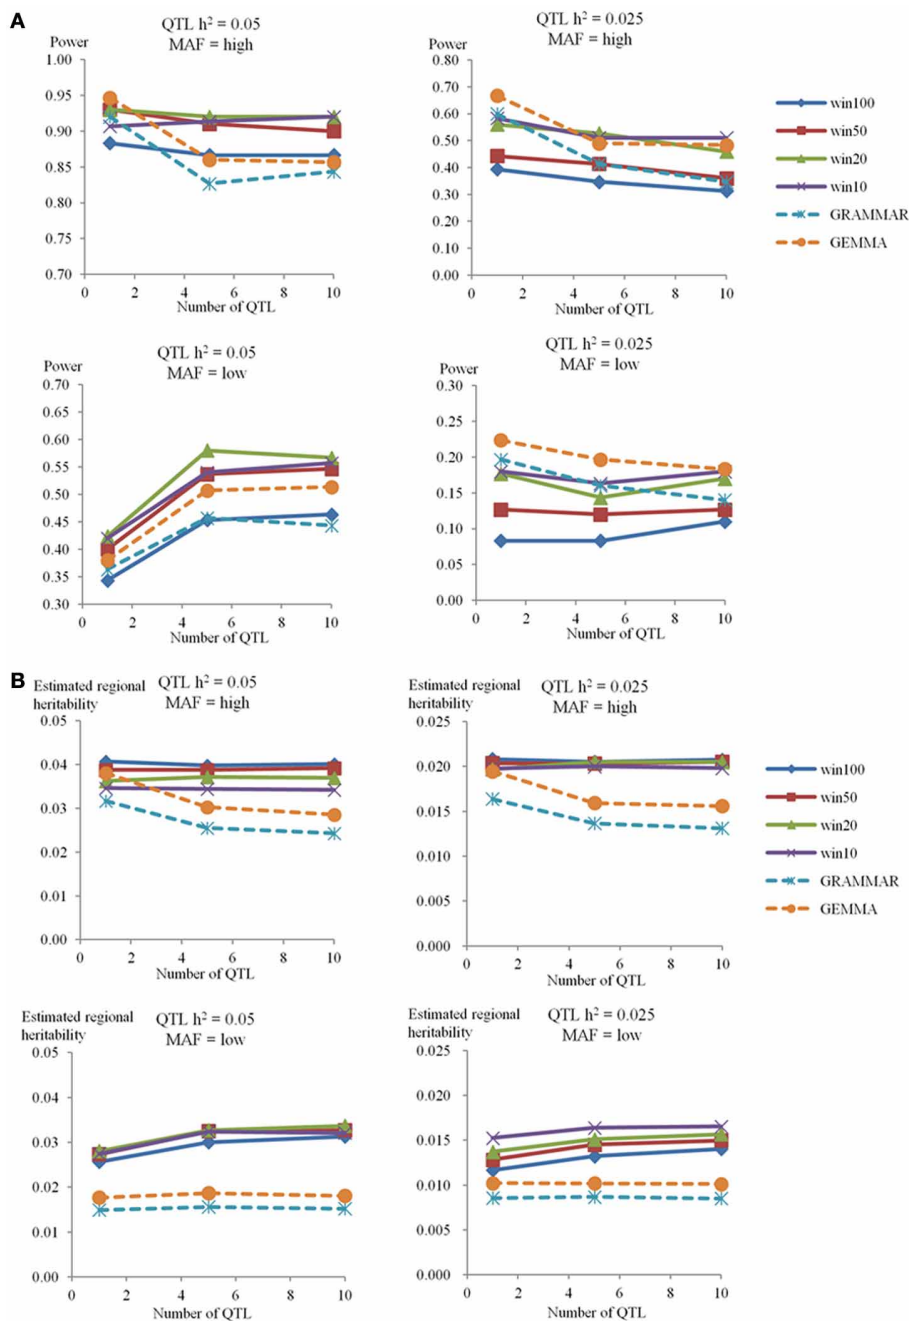 A
QTL h² = 0.05
MAF = high
Power
1.00
0.95
0.90
0.85
0.80
0.75
0.70
0 2 4 6 8 10
Number of QTL
QTL h² = 0.025
MAF = high
Power
0.80
0.70
0.60
0.50
0.40
0.30
0.20
0.10
0.00
0 2 4 6 8 10
Number of QTL
win100
win50
win20
win10
GRAMMAR
GEMMA
QTL h² = 0.05
MAF = low
Power
0.70
0.65
0.60
0.55
0.50
0.45
0.40
0.35
0.30
0 2 4 6 8 10
Number of QTL
QTL h² = 0.025
MAF = low
Power
0.30
0.25
0.20
0.15
0.10
0.05
0.00
0 2 4 6 8 10
Number of QTL
B
Estimated regional
heritability
QTL h² = 0.05
MAF = high
0.05
0.04
0.03
0.02
0.01
0.00
0 2 4 6 8 10
Number of QTL
Estimated regional
heritability
QTL h² = 0.025
MAF = high
0.025
0.020
0.015
0.010
0.005
0.000
0 2 4 6 8 10
Number of QTL
win100
win50
win20
win10
GRAMMAR
GEMMA
Estimated regional
heritability
QTL h² = 0.05
MAF = low
0.05
0.04
0.03
0.02
0.01
0.00
0 2 4 6 8 10
Number of QTL
Estimated regional
heritability
QTL h² = 0.025
MAF = low
0.025
0.020
0.015
0.010
0.005
0.000
0 2 4 6 8 10
Number of QTL